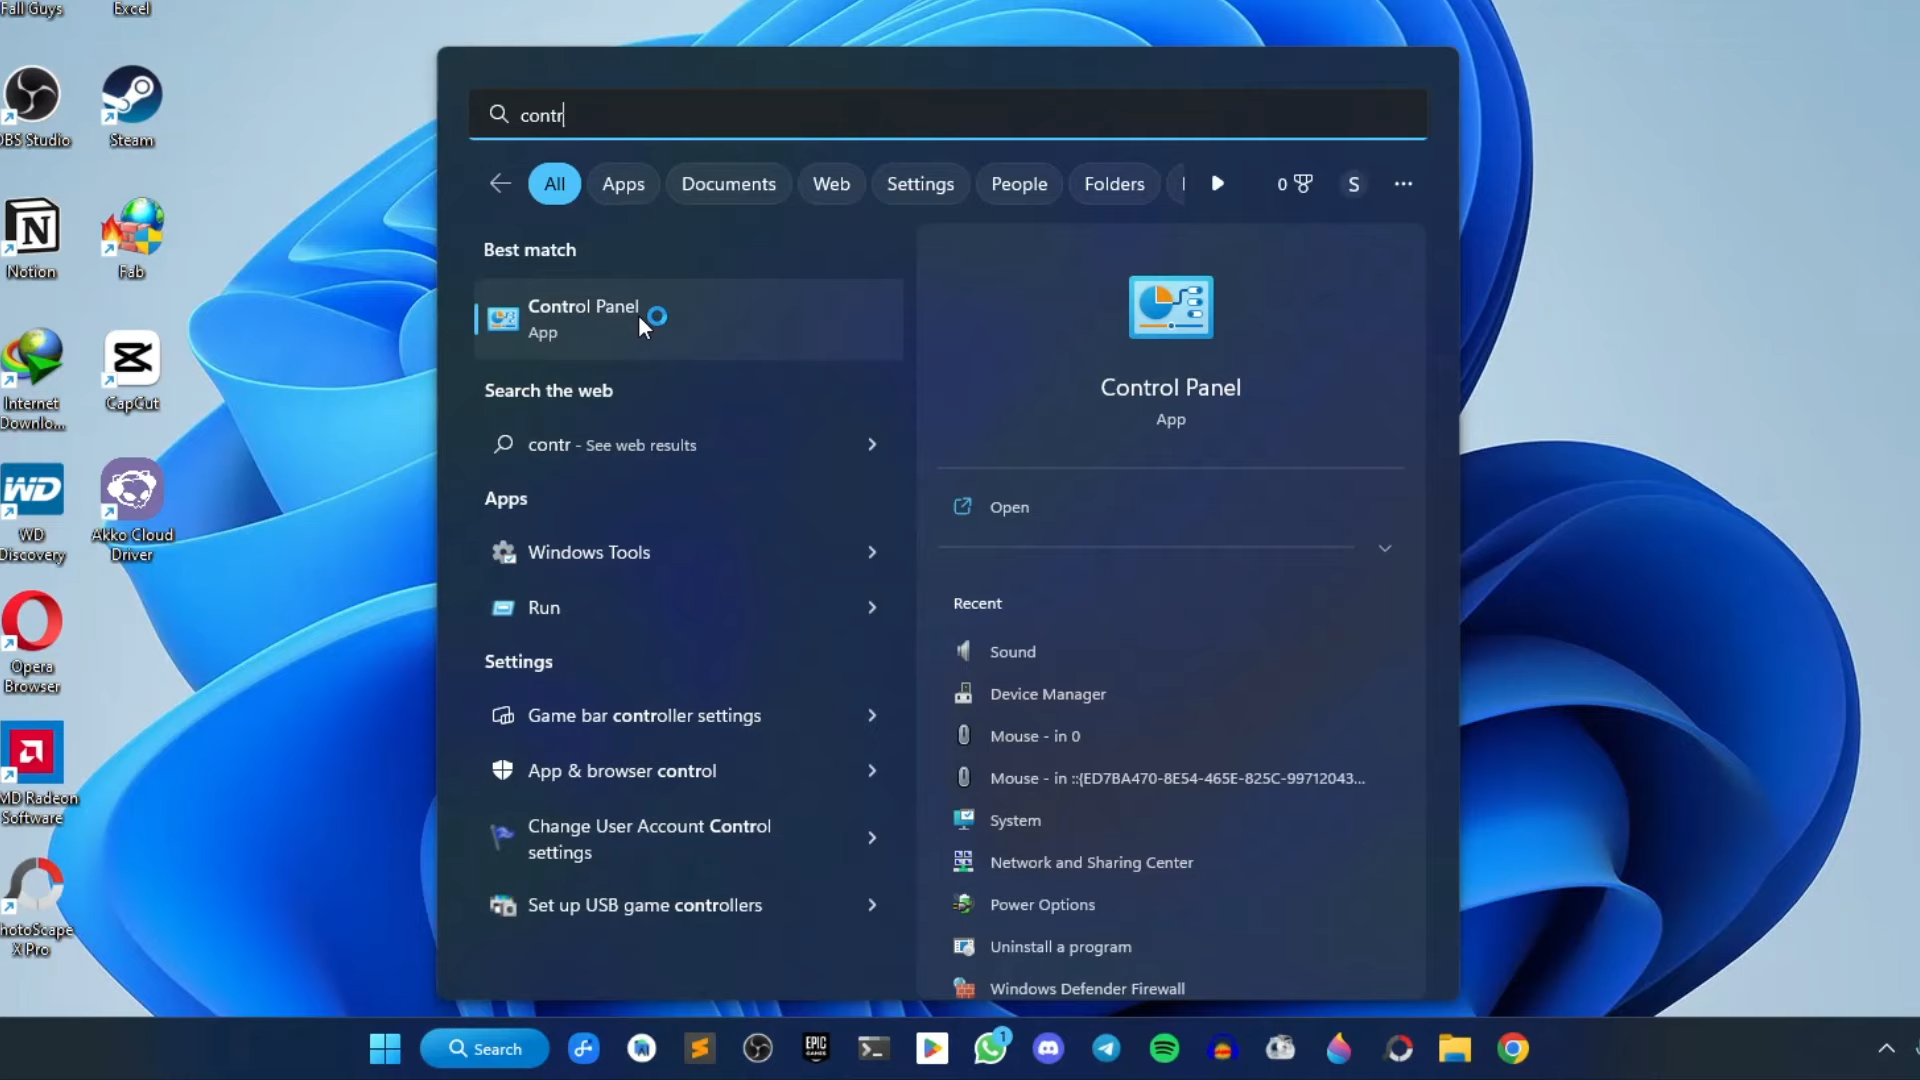 Fall Guys
Excel
OBS Studio
Steam
Notion
Fab
Internet
Downlo...
CapCut
WD
WD
Discovery
Akko Cloud
Driver
Opera
Browser
MD Radeon
Software
hotoScape
X Pro
contr
All
Apps
Documents
Web
Settings
People
Folders
0
S
Best match
Control Panel
App
Search the web
contr - See web results
Apps
Windows Tools
Run
Settings
Game bar controller settings
App & browser control
Change User Account Control
settings
Set up USB game controllers
Control Panel
App
Open
Recent
Sound
Device Manager
Mouse - in 0
Mouse - in ::{ED7BA470-8E54-465E-825C-99712043...
System
Network and Sharing Center
Power Options
Uninstall a program
Windows Defender Firewall
Search
EPIC
GAMES
1